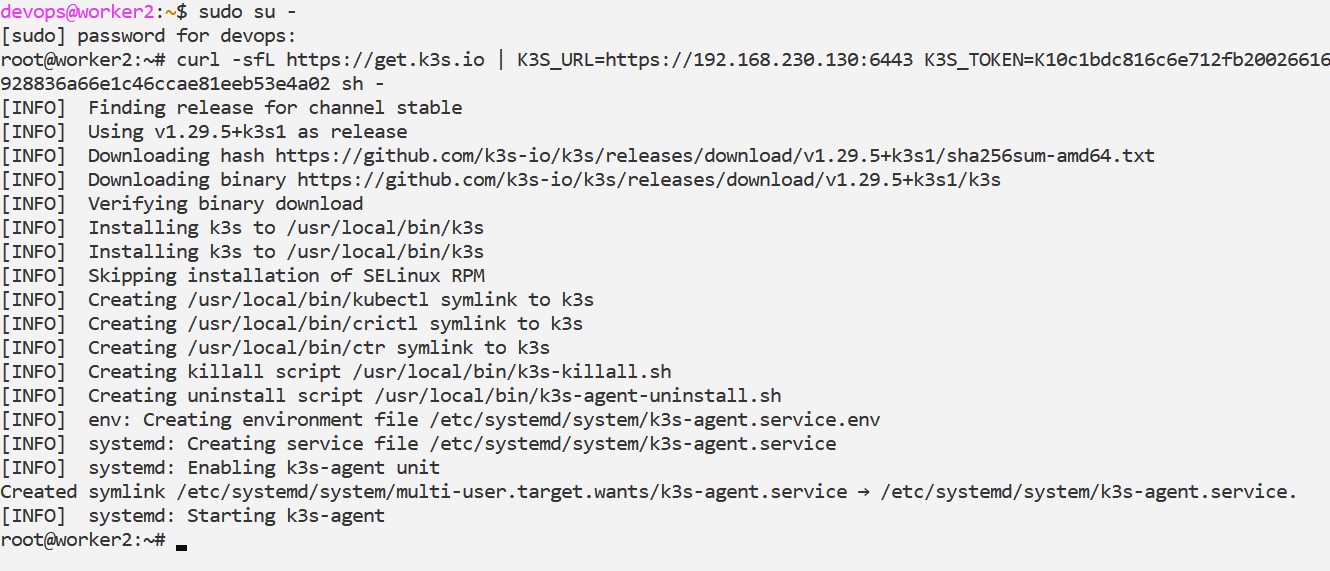 devops@worker2:~$ sudo su -
[sudo] password for devops:
root@worker2:~# curl -sfL https://get.k3s.io | K3S_URL=https://192.168.230.130:6443 K3S_TOKEN=K10c1bdc816c6e712fb20026616
928836a66e1c46ccae81eeb53e4a02 sh -
[INFO]  Finding release for channel stable
[INFO]  Using v1.29.5+k3s1 as release
[INFO]  Downloading hash https://github.com/k3s-io/k3s/releases/download/v1.29.5+k3s1/sha256sum-amd64.txt
[INFO]  Downloading binary https://github.com/k3s-io/k3s/releases/download/v1.29.5+k3s1/k3s
[INFO]  Verifying binary download
[INFO]  Installing k3s to /usr/local/bin/k3s
[INFO]  Installing k3s to /usr/local/bin/k3s
[INFO]  Skipping installation of SELinux RPM
[INFO]  Creating /usr/local/bin/kubectl symlink to k3s
[INFO]  Creating /usr/local/bin/crictl symlink to k3s
[INFO]  Creating /usr/local/bin/ctr symlink to k3s
[INFO]  Creating killall script /usr/local/bin/k3s-killall.sh
[INFO]  Creating uninstall script /usr/local/bin/k3s-agent-uninstall.sh
[INFO]  env: Creating environment file /etc/systemd/system/k3s-agent.service.env
[INFO]  systemd: Creating service file /etc/systemd/system/k3s-agent.service
[INFO]  systemd: Enabling k3s-agent unit
Created symlink /etc/systemd/system/multi-user.target.wants/k3s-agent.service → /etc/systemd/system/k3s-agent.service.
[INFO]  systemd: Starting k3s-agent
root@worker2:~#